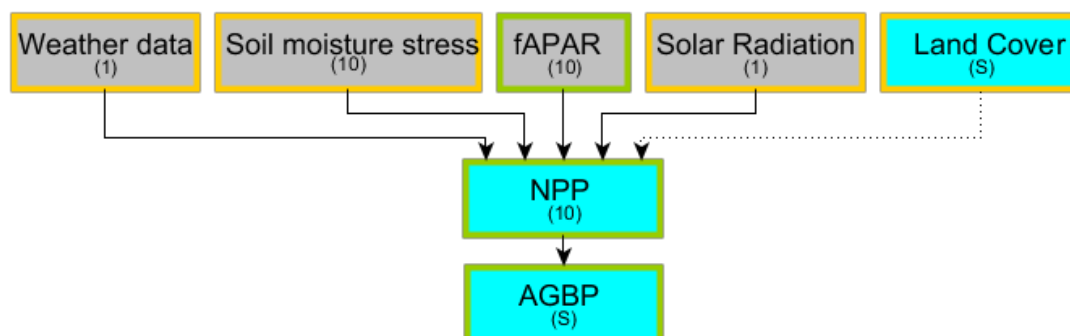 Weather data
(1)
Soil moisture stress
(10)
fAPAR
(10)
Solar Radiation
(1)
Land Cover
(S)
NPP
(10)
AGBP
(S)